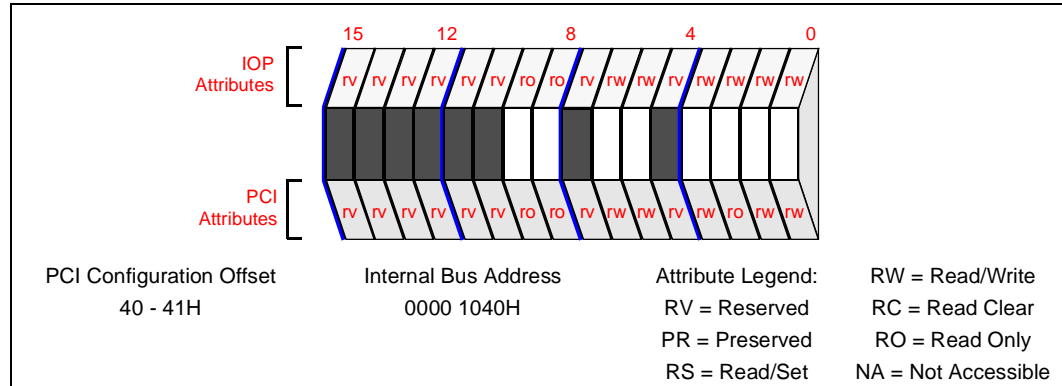 15 12 8 4 0
IOP Attributes
rv rv rv rv rv rv ro ro rv rw rw rv rw rw rw rw
PCI Attributes
rv rv rv rv rv rv ro ro rv rw rw rv rw ro rw rw
PCI Configuration Offset
40 - 41H
Internal Bus Address
0000 1040H
Attribute Legend:
RV = Reserved
PR = Preserved
RS = Read/Set
RW = Read/Write
RC = Read Clear
RO = Read Only
NA = Not Accessible